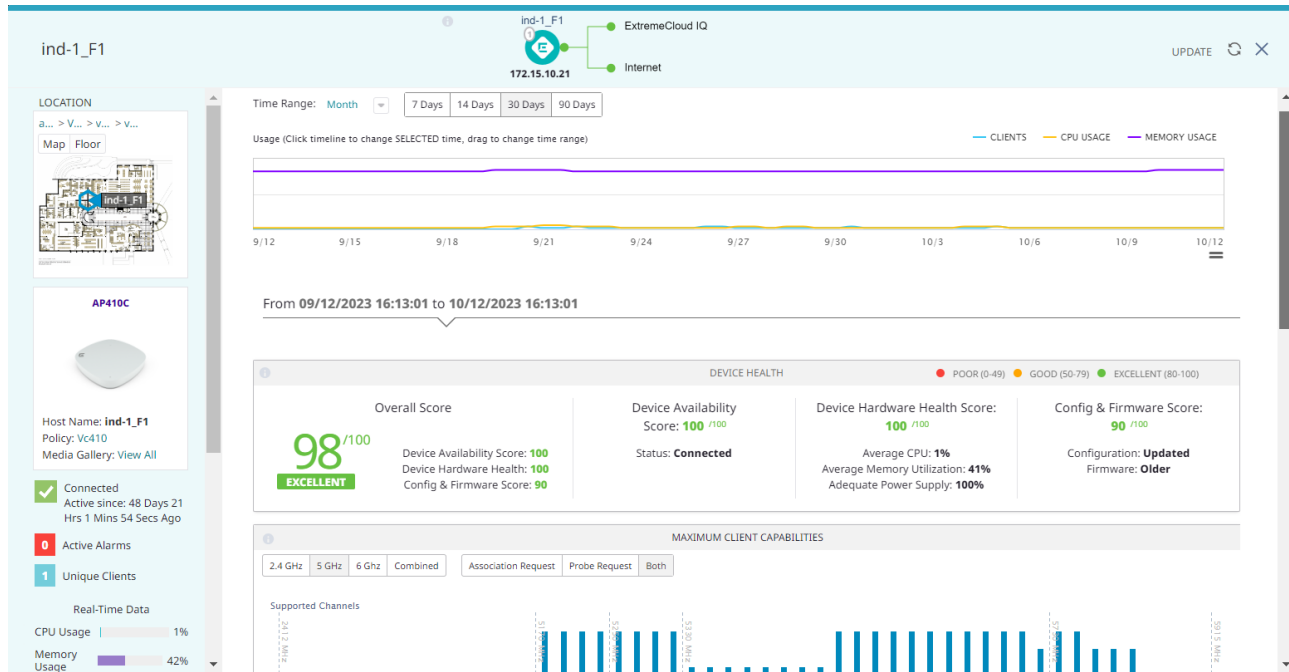 ind-1_F1
ind-1_F1
1
172.15.10.21
ExtremeCloud IQ
Internet
UPDATE
LOCATION
a... > V... > v... > v...
Map Floor
ind-1_F1
AP410C
Host Name: ind-1_F1
Policy: Vc410
Media Gallery: View All
Connected
Active since: 48 Days 21
Hrs 1 Mins 54 Secs Ago
0 Active Alarms
1 Unique Clients
Real-Time Data
CPU Usage 1%
Memory
Usage 42%
Time Range: Month 7 Days 14 Days 30 Days 90 Days
Usage (Click timeline to change SELECTED time, drag to change time range)
CLIENTS CPU USAGE MEMORY USAGE
9/12 9/15 9/18 9/21 9/24 9/27 9/30 10/3 10/6 10/9 10/12
From 09/12/2023 16:13:01 to 10/12/2023 16:13:01
DEVICE HEALTH
POOR (0-49) GOOD (50-79) EXCELLENT (80-100)
Overall Score
98 /100
EXCELLENT
Device Availability Score: 100
Device Hardware Health: 100
Config & Firmware Score: 90
Device Availability
Score: 100 /100
Status: Connected
Device Hardware Health Score:
100 /100
Average CPU: 1%
Average Memory Utilization: 41%
Adequate Power Supply: 100%
Config & Firmware Score:
90 /100
Configuration: Updated
Firmware: Older
MAXIMUM CLIENT CAPABILITIES
2.4 GHz 5 GHz 6 Ghz Combined Association Request Probe Request Both
Supported Channels
2412 MHz
5330 MHz
5915 MHz